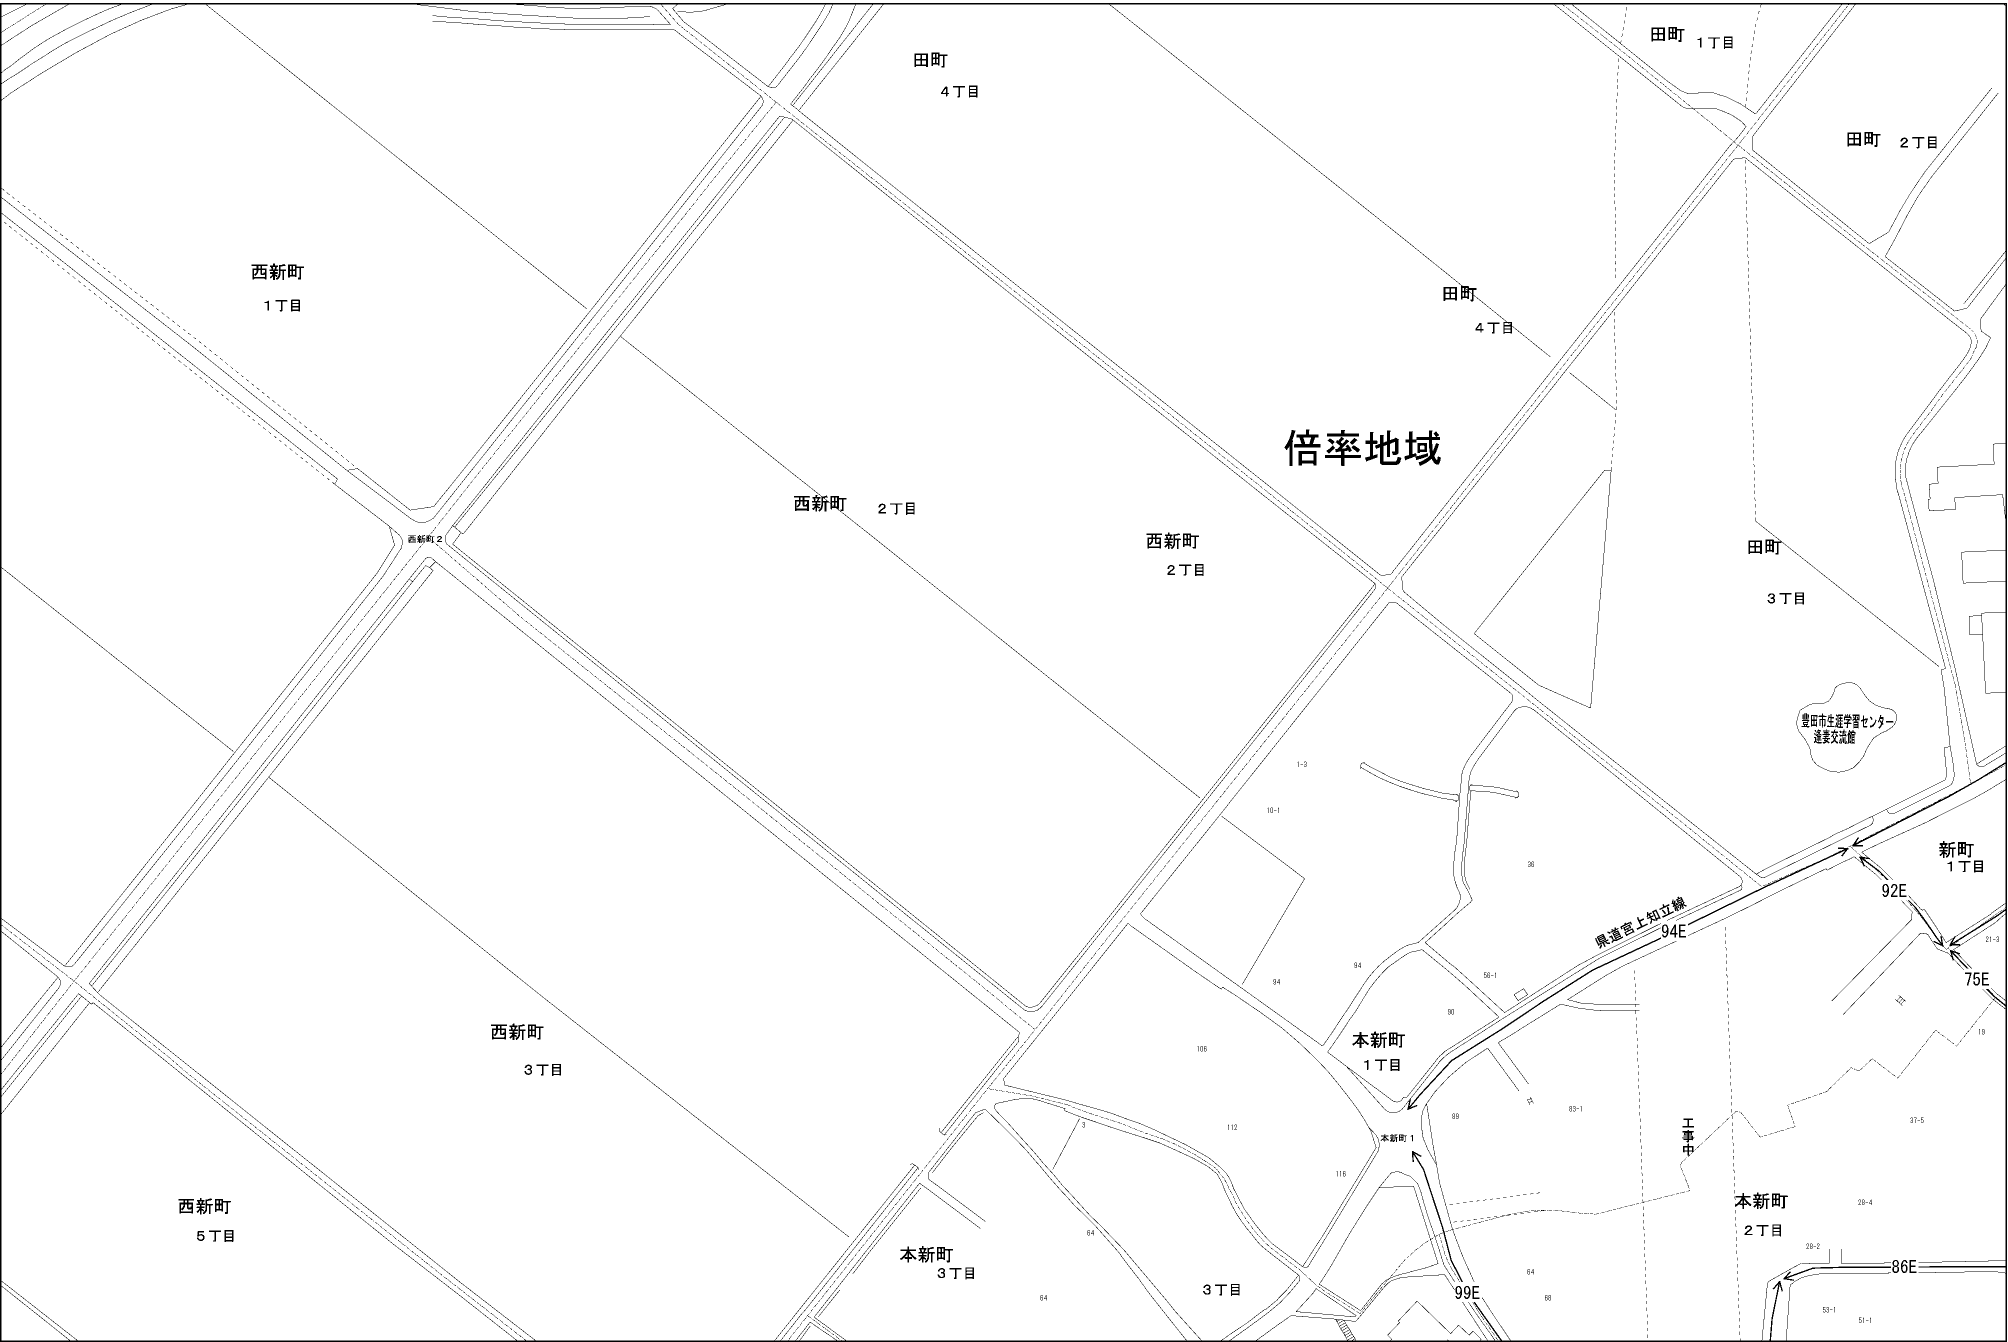 田町
1丁目
田町
4丁目
田町
2丁目
西新町
1丁目
田町
4丁目
倍率地域
西新町
2丁目
西新町2
西新町
2丁目
田町
3丁目
豊田市生涯学習センター
逢妻交流館
1-3
10-1
36
新町
1丁目
92E
県道宮上知立線
94E
21-3
94
94
56-1
75E
90
西新町
3丁目
106
本新町
1丁目
19
89
83-1
3
112
37-5
工事中
本新町1
116
西新町
5丁目
本新町
2丁目
28-4
64
28-2
本新町
3丁目
3丁目
64
86E
64
68
99E
53-1
51-1